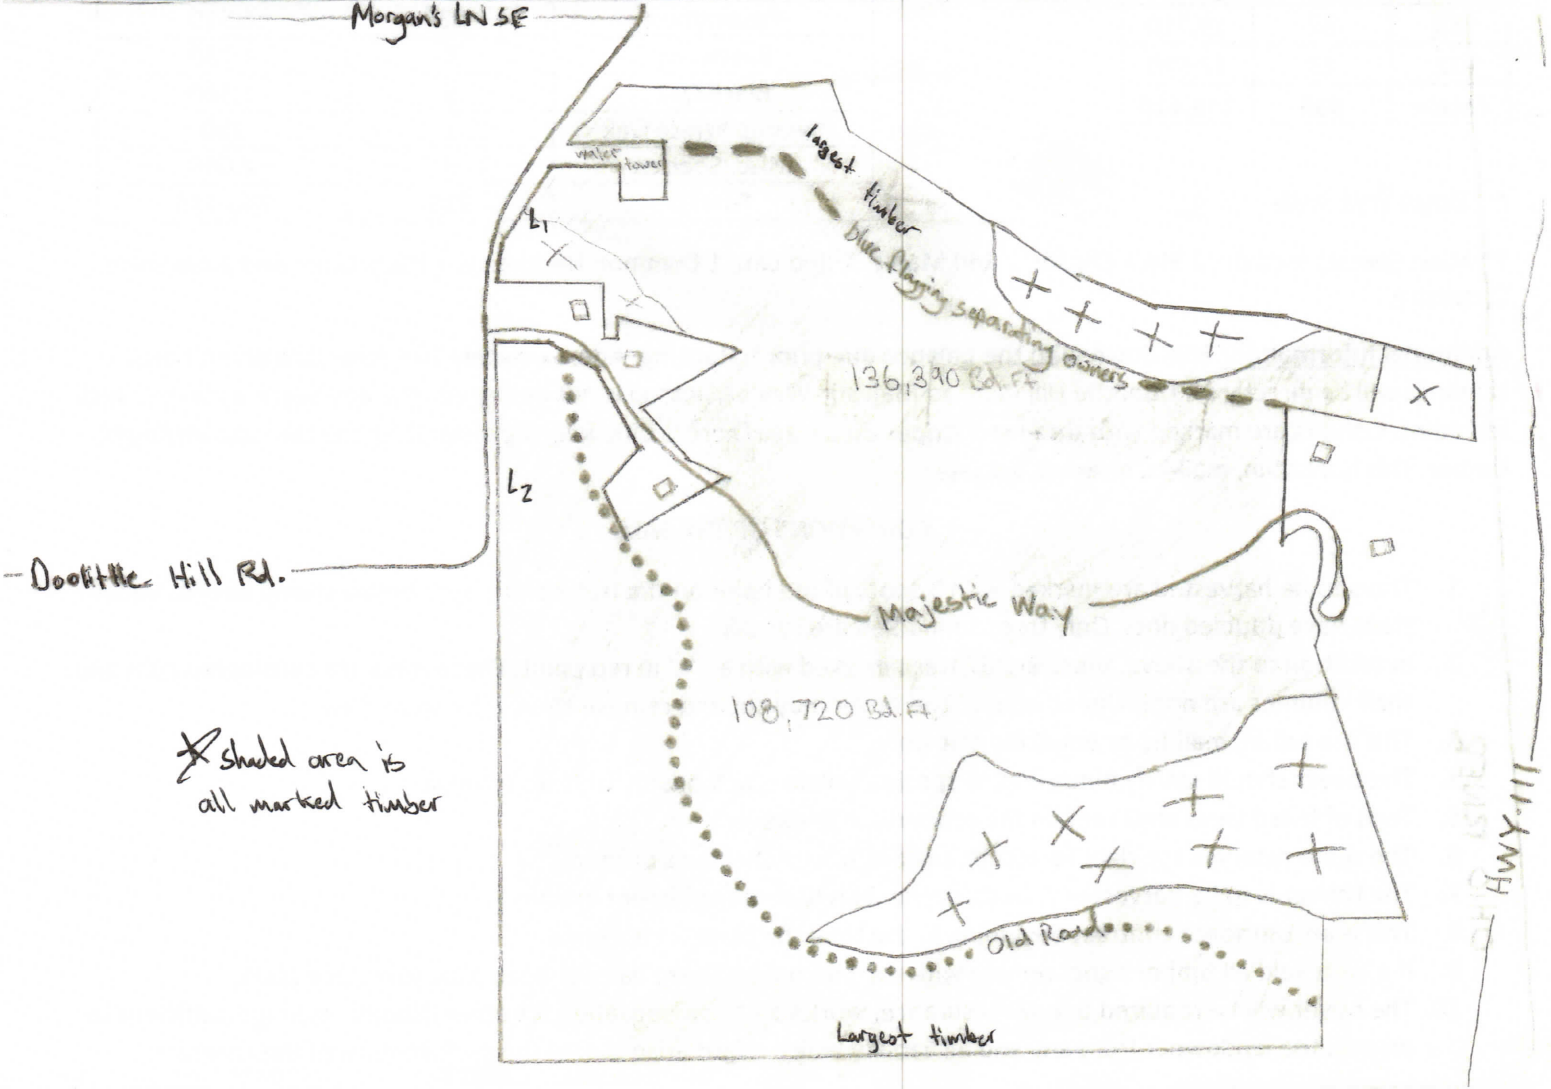 Morgan's LN SE
water tower
largest timber
blue flagging separating owners
L1
136,390 Bd. Ft.
L2
Doolittle Hill Rd.
Majestic Way
108,720 Bd. Ft.
shaded area is
all marked timber
HWY. 111
Old Road
Largest timber